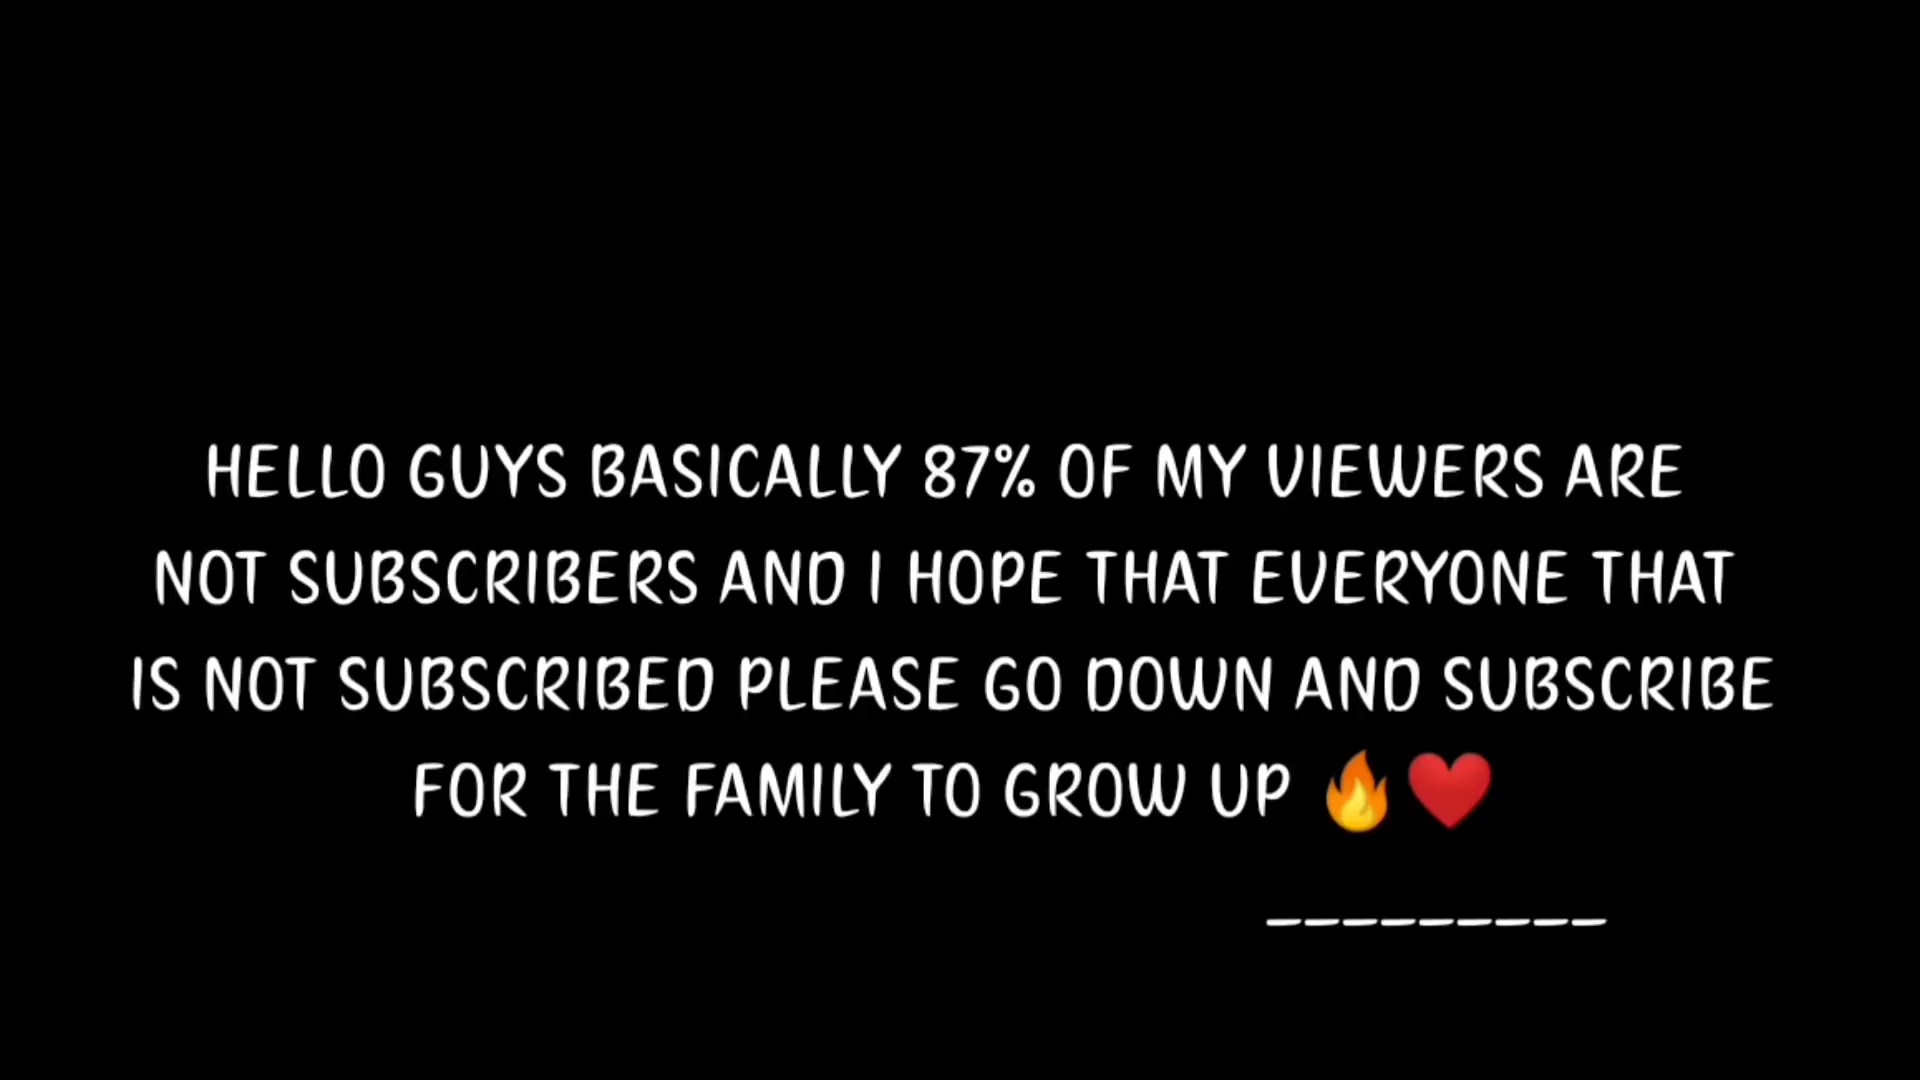 HELLO GUYS BASICALLY 87% OF MY VIEWERS ARE
NOT SUBSCRIBERS AND I HOPE THAT EVERYONE THAT
IS NOT SUBSCRIBED PLEASE GO DOWN AND SUBSCRIBE
FOR THE FAMILY TO GROW UP 🔥❤️
_________